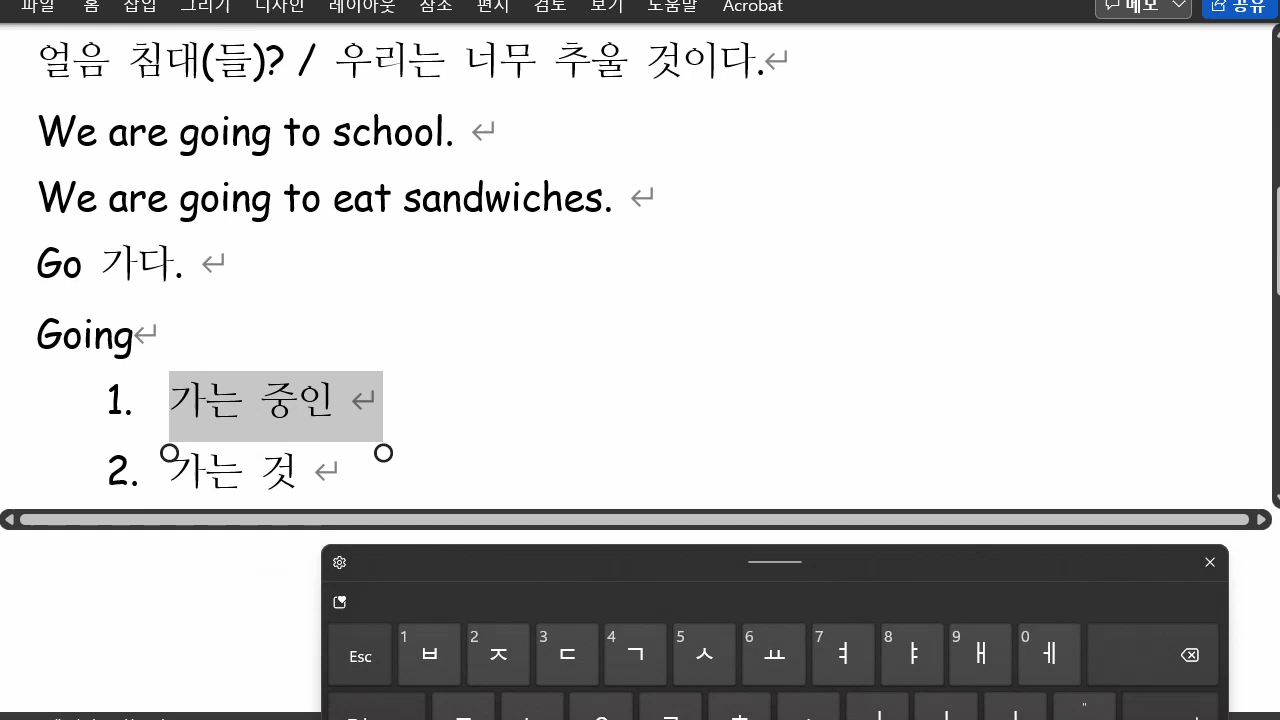 파일 홈 삽입 그리기 디자인 레이아웃 참조 편지 검토 보기 도움말 Acrobat 메모 공유
얼음 침대(들)? / 우리는 너무 추울 것이다.
We are going to school.
We are going to eat sandwiches.
Go 가다.
Going
1. 가는 중인
2. 가는 것
Esc 1 ㅂ 2 ㅈ 3 ㄷ 4 ㄱ 5 ㅅ 6 ㅛ 7 ㅕ 8 ㅑ 9 ㅐ 0 ㅔ